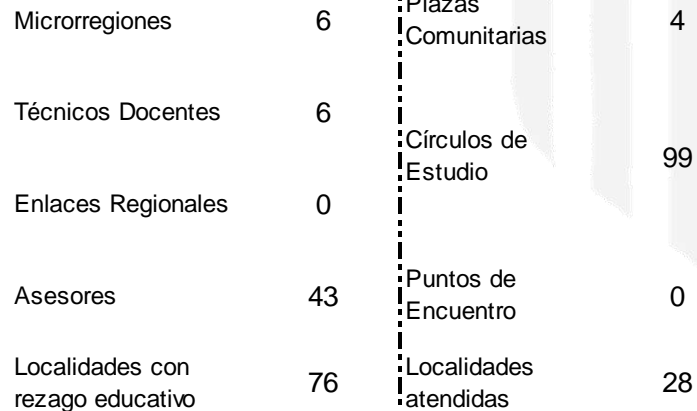 Microrregiones 6
Técnicos Docentes 6
Enlaces Regionales 0
Asesores 43
Localidades con
rezago educativo 76
Plazas
Comunitarias 4
Círculos de
Estudio 99
Puntos de
Encuentro 0
Localidades
atendidas 28